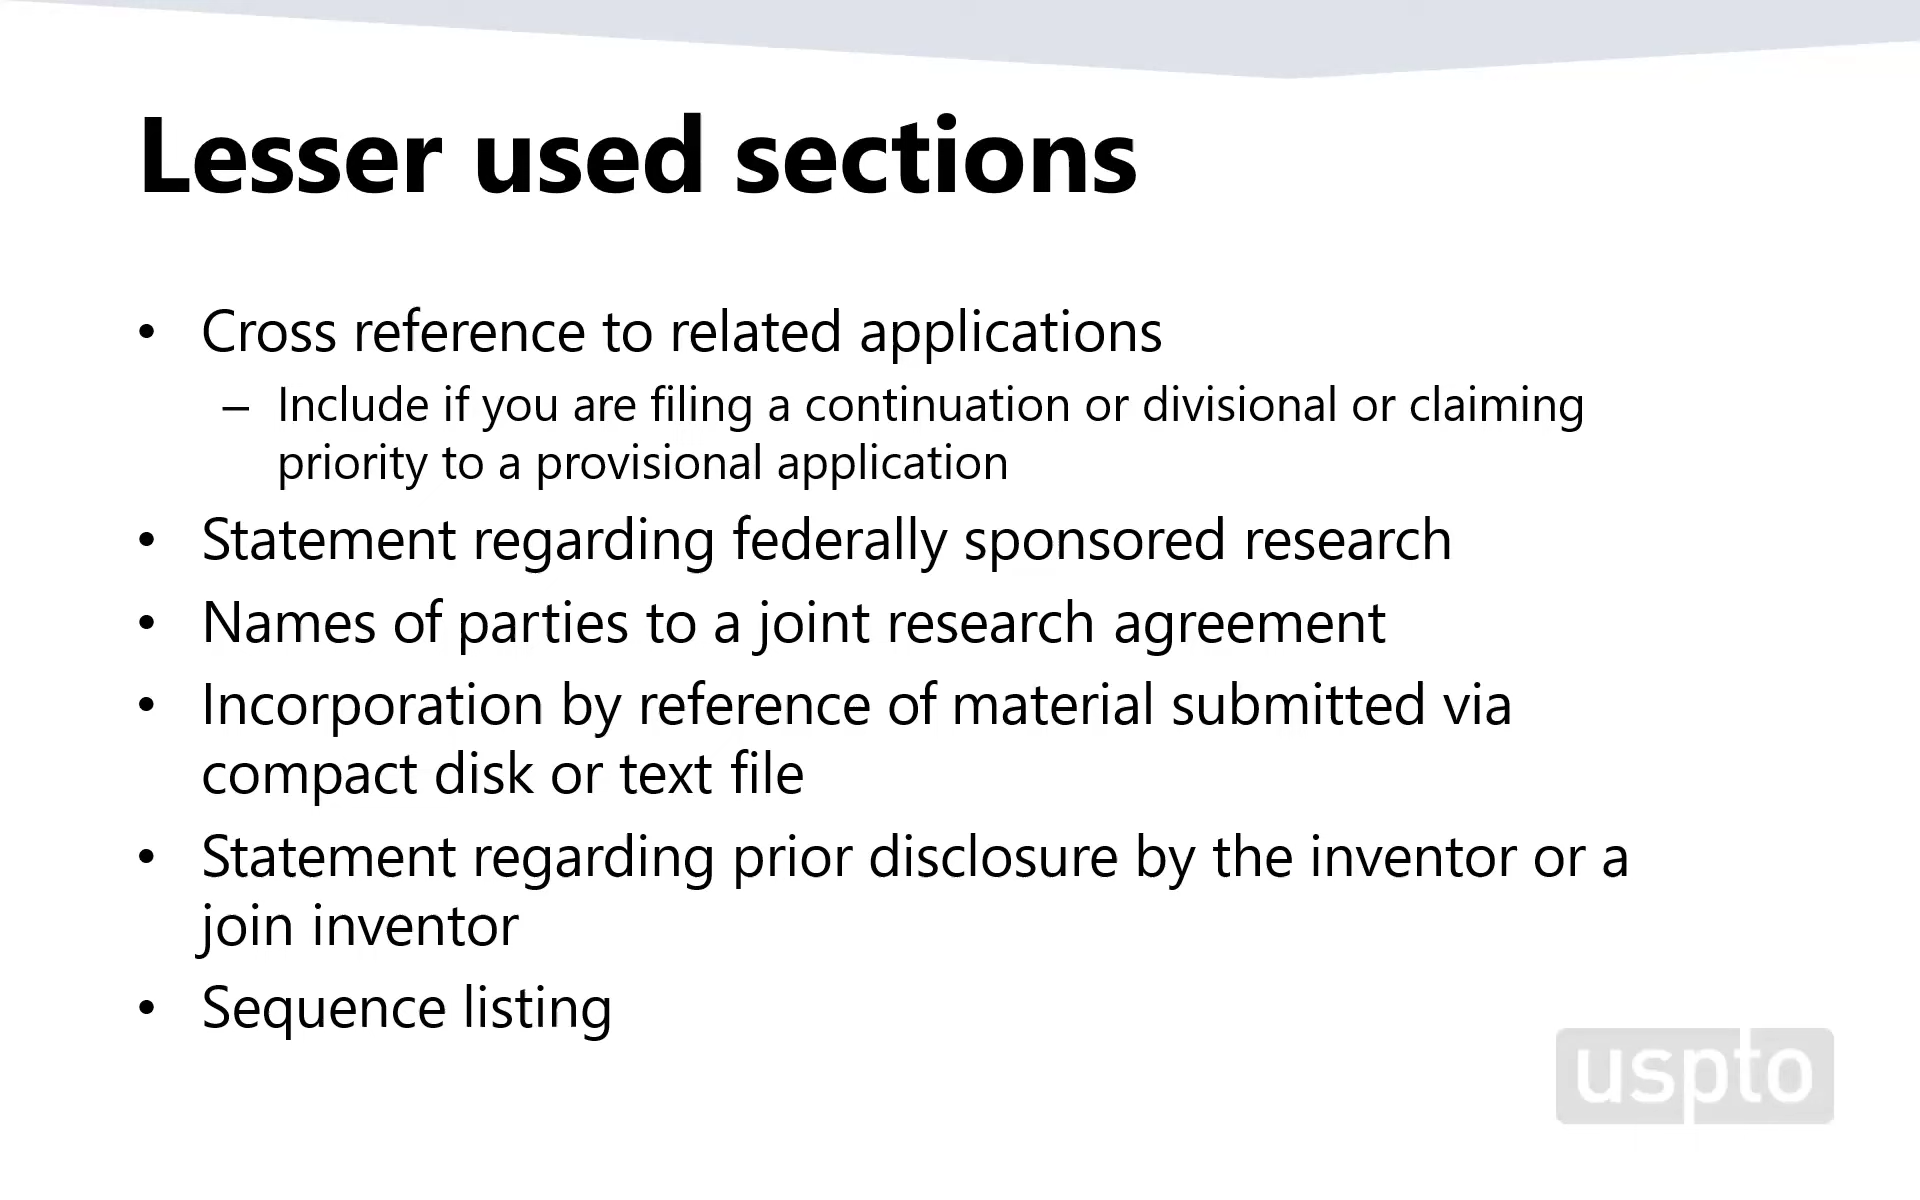 Lesser used sections
• Cross reference to related applications
– Include if you are filing a continuation or divisional or claiming
priority to a provisional application
• Statement regarding federally sponsored research
• Names of parties to a joint research agreement
• Incorporation by reference of material submitted via
compact disk or text file
• Statement regarding prior disclosure by the inventor or a
join inventor
• Sequence listing
uspto